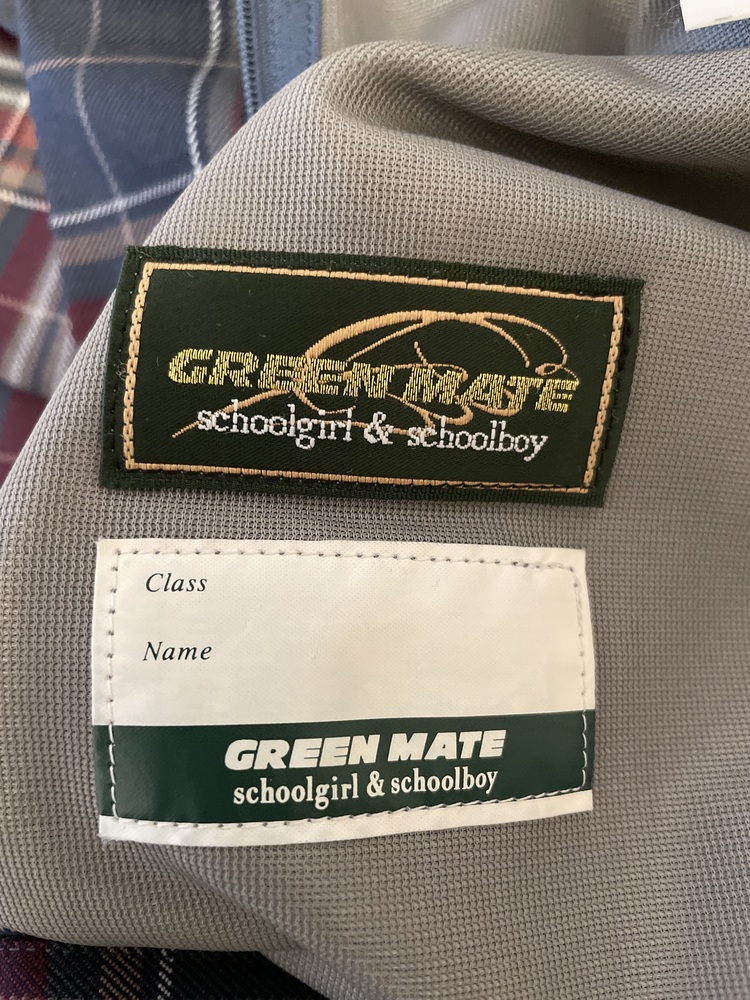 GREEN MATE
schoolgirl & schoolboy
Class
Name
GREEN MATE
schoolgirl & schoolboy